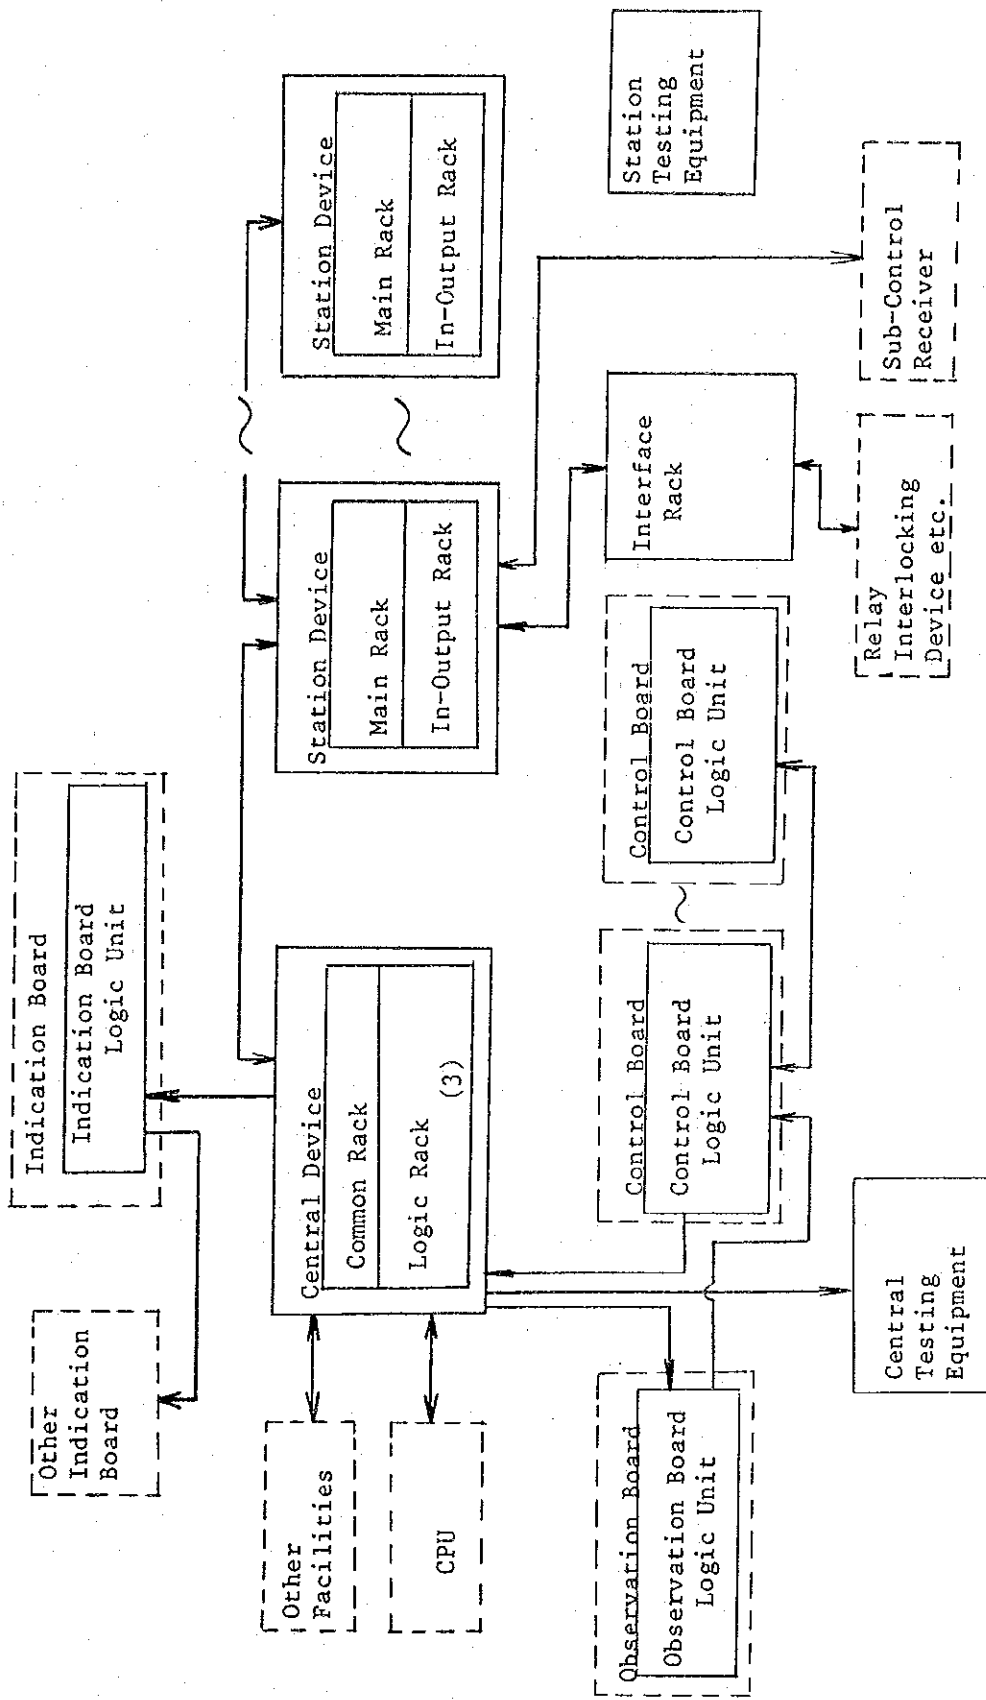 Other
Indication
Board
Indication Board
Indication Board
Logic Unit
Other
Facilities
CPU
Central Device
Common Rack
Logic Rack
(3)
Station Device
Main Rack
In-Output Rack
Station Device
Main Rack
In-Output Rack
Observation Board
Observation Board
Logic Unit
Control Board
Control Board
Logic Unit
Control Board
Control Board
Logic Unit
Interface
Rack
Station
Testing
Equipment
Central
Testing
Equipment
Relay
Interlocking
Device etc.
Sub-Control
Receiver